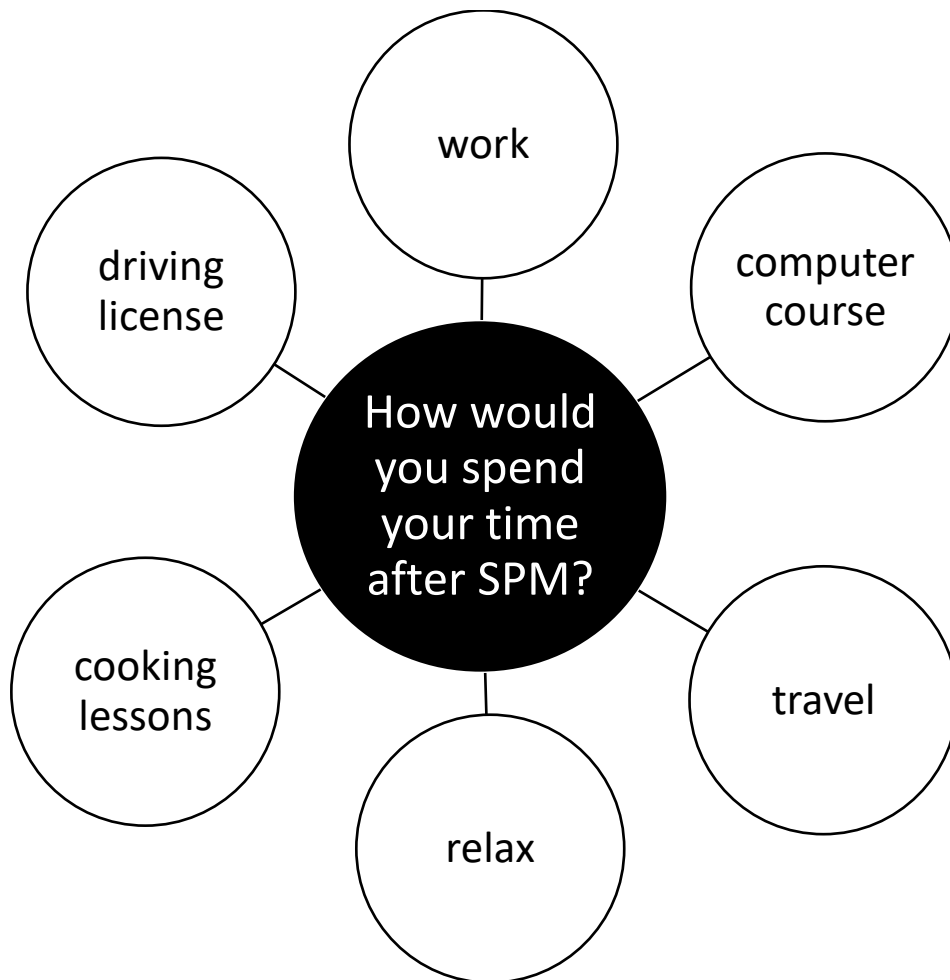 work
driving
license
computer
course
How would
you spend
your time
after SPM?
cooking
lessons
travel
relax